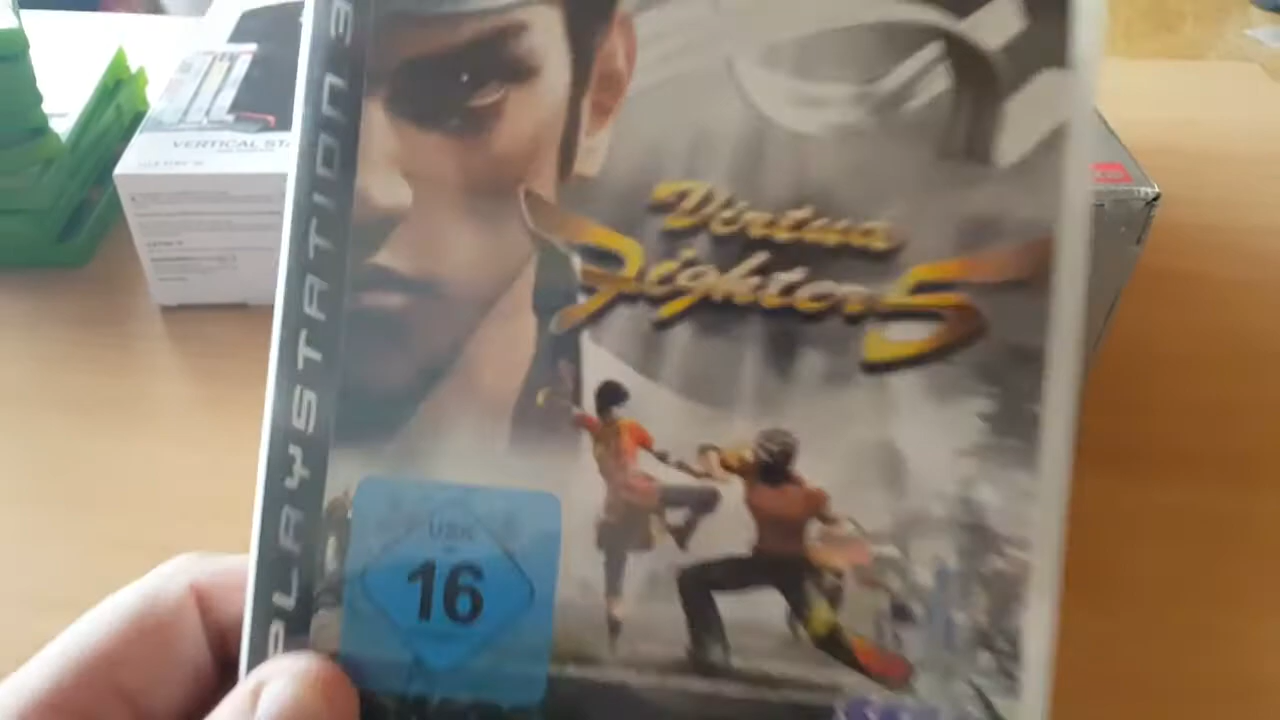 PLAYSTATION 3
VERTICAL STA
Virtua
Fighter 5
USK
16